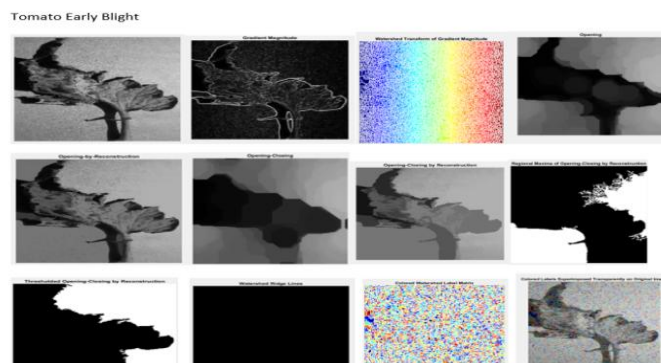 Tomato Early Blight
Gradient Magnitude
Watershed Transform of Gradient Magnitude
Opening
Opening-by-Reconstruction
Opening-Closing
Opening-Closing by Reconstruction
Regional Maxima of Opening-Closing by Reconstruction
Thresholded Opening-Closing by Reconstruction
Watershed Ridge Lines
Colored Watershed Label Matrix
Colored Labels Superimposed Transparently on Original Image